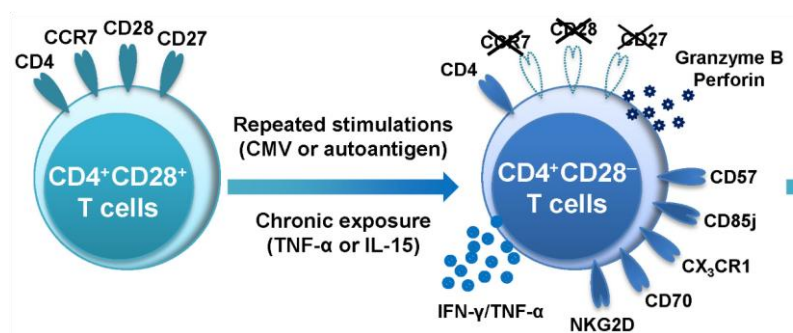 CD4
CCR7
CD28
CD27
CD4⁺CD28⁺
T cells
Repeated stimulations
(CMV or autoantigen)
Chronic exposure
(TNF-α or IL-15)
CD4
CCR7
CD28
CD27
Granzyme B
Perforin
CD4⁺CD28⁻
T cells
CD57
CD85j
CX₃CR1
CD70
NKG2D
IFN-γ/TNF-α